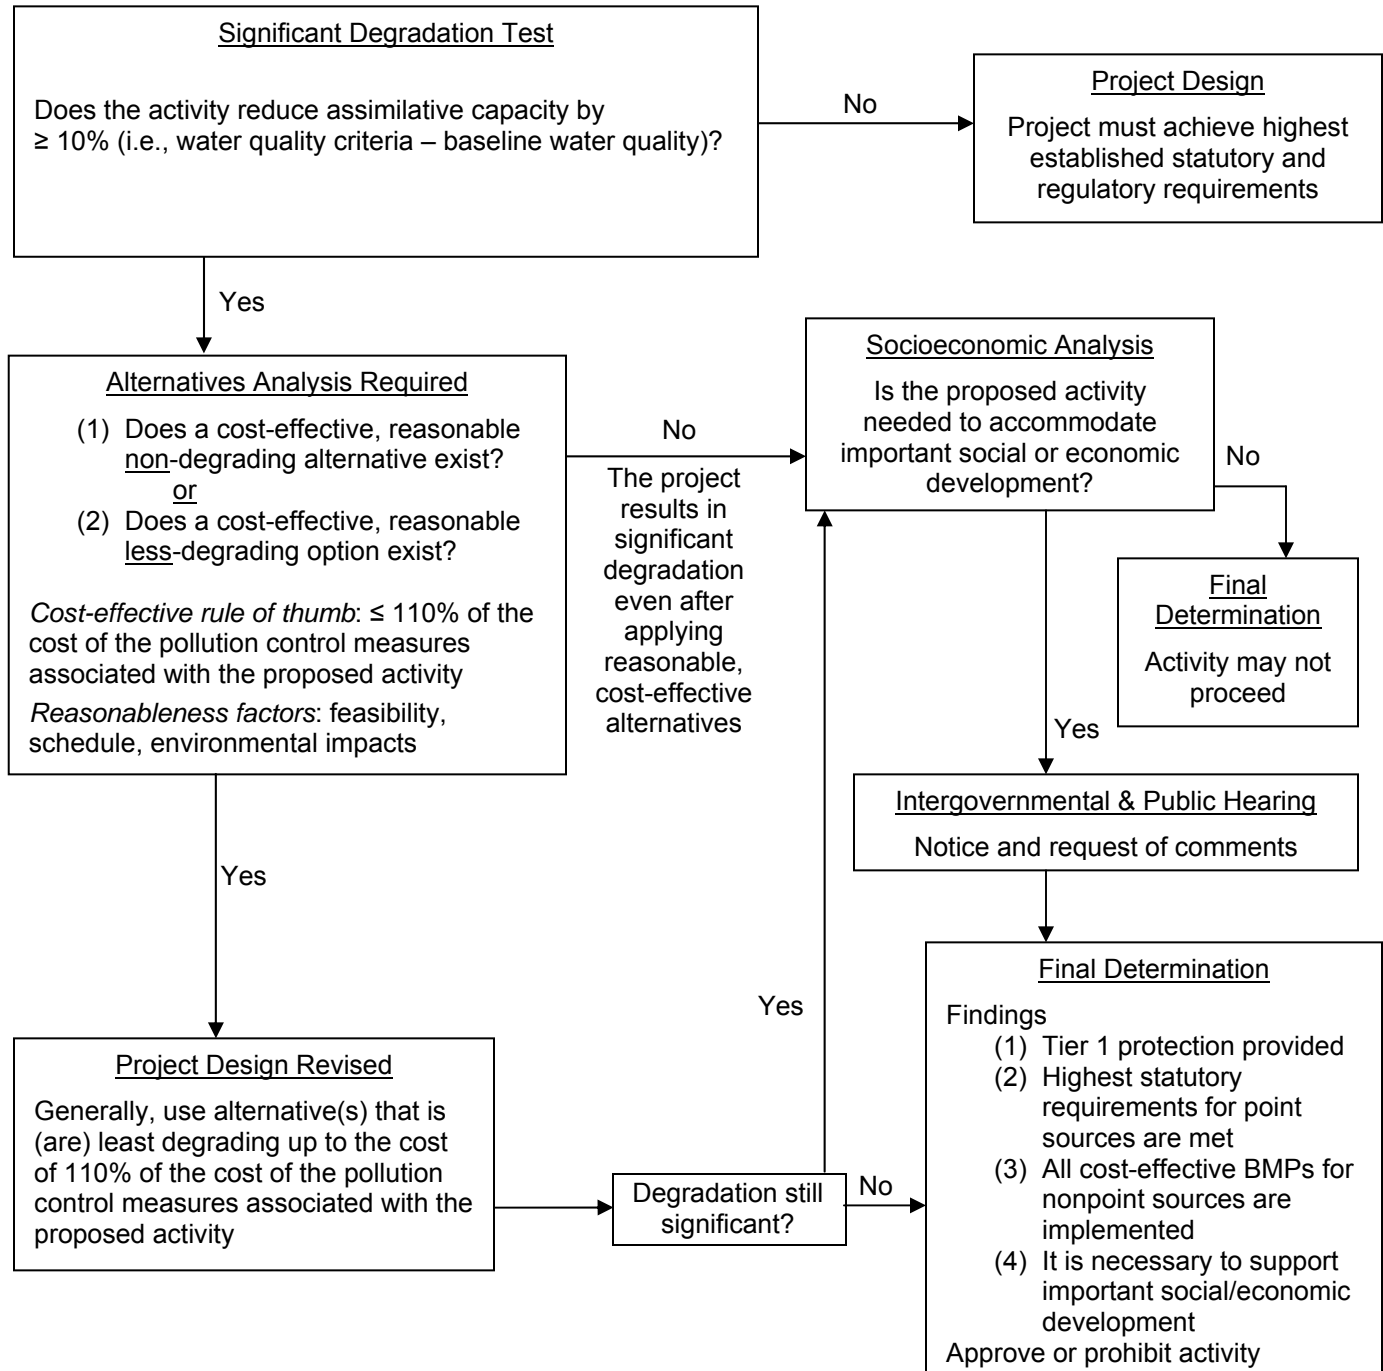 Significant Degradation Test
Does the activity reduce assimilative capacity by
≥ 10% (i.e., water quality criteria – baseline water quality)?
No
Project Design
Project must achieve highest
established statutory and
regulatory requirements
Yes
Alternatives Analysis Required
(1) Does a cost-effective, reasonable
non-degrading alternative exist?
or
(2) Does a cost-effective, reasonable
less-degrading option exist?
Cost-effective rule of thumb: ≤ 110% of the
cost of the pollution control measures
associated with the proposed activity
Reasonableness factors: feasibility,
schedule, environmental impacts
No
The project
results in
significant
degradation
even after
applying
reasonable,
cost-effective
alternatives
Socioeconomic Analysis
Is the proposed activity
needed to accommodate
important social or economic
development?
No
Final
Determination
Activity may not
proceed
Yes
Intergovernmental & Public Hearing
Notice and request of comments
Yes
Project Design Revised
Generally, use alternative(s) that is
(are) least degrading up to the cost
of 110% of the cost of the pollution
control measures associated with the
proposed activity
Degradation still
significant?
Yes
No
Final Determination
Findings
(1) Tier 1 protection provided
(2) Highest statutory
requirements for point
sources are met
(3) All cost-effective BMPs for
nonpoint sources are
implemented
(4) It is necessary to support
important social/economic
development
Approve or prohibit activity